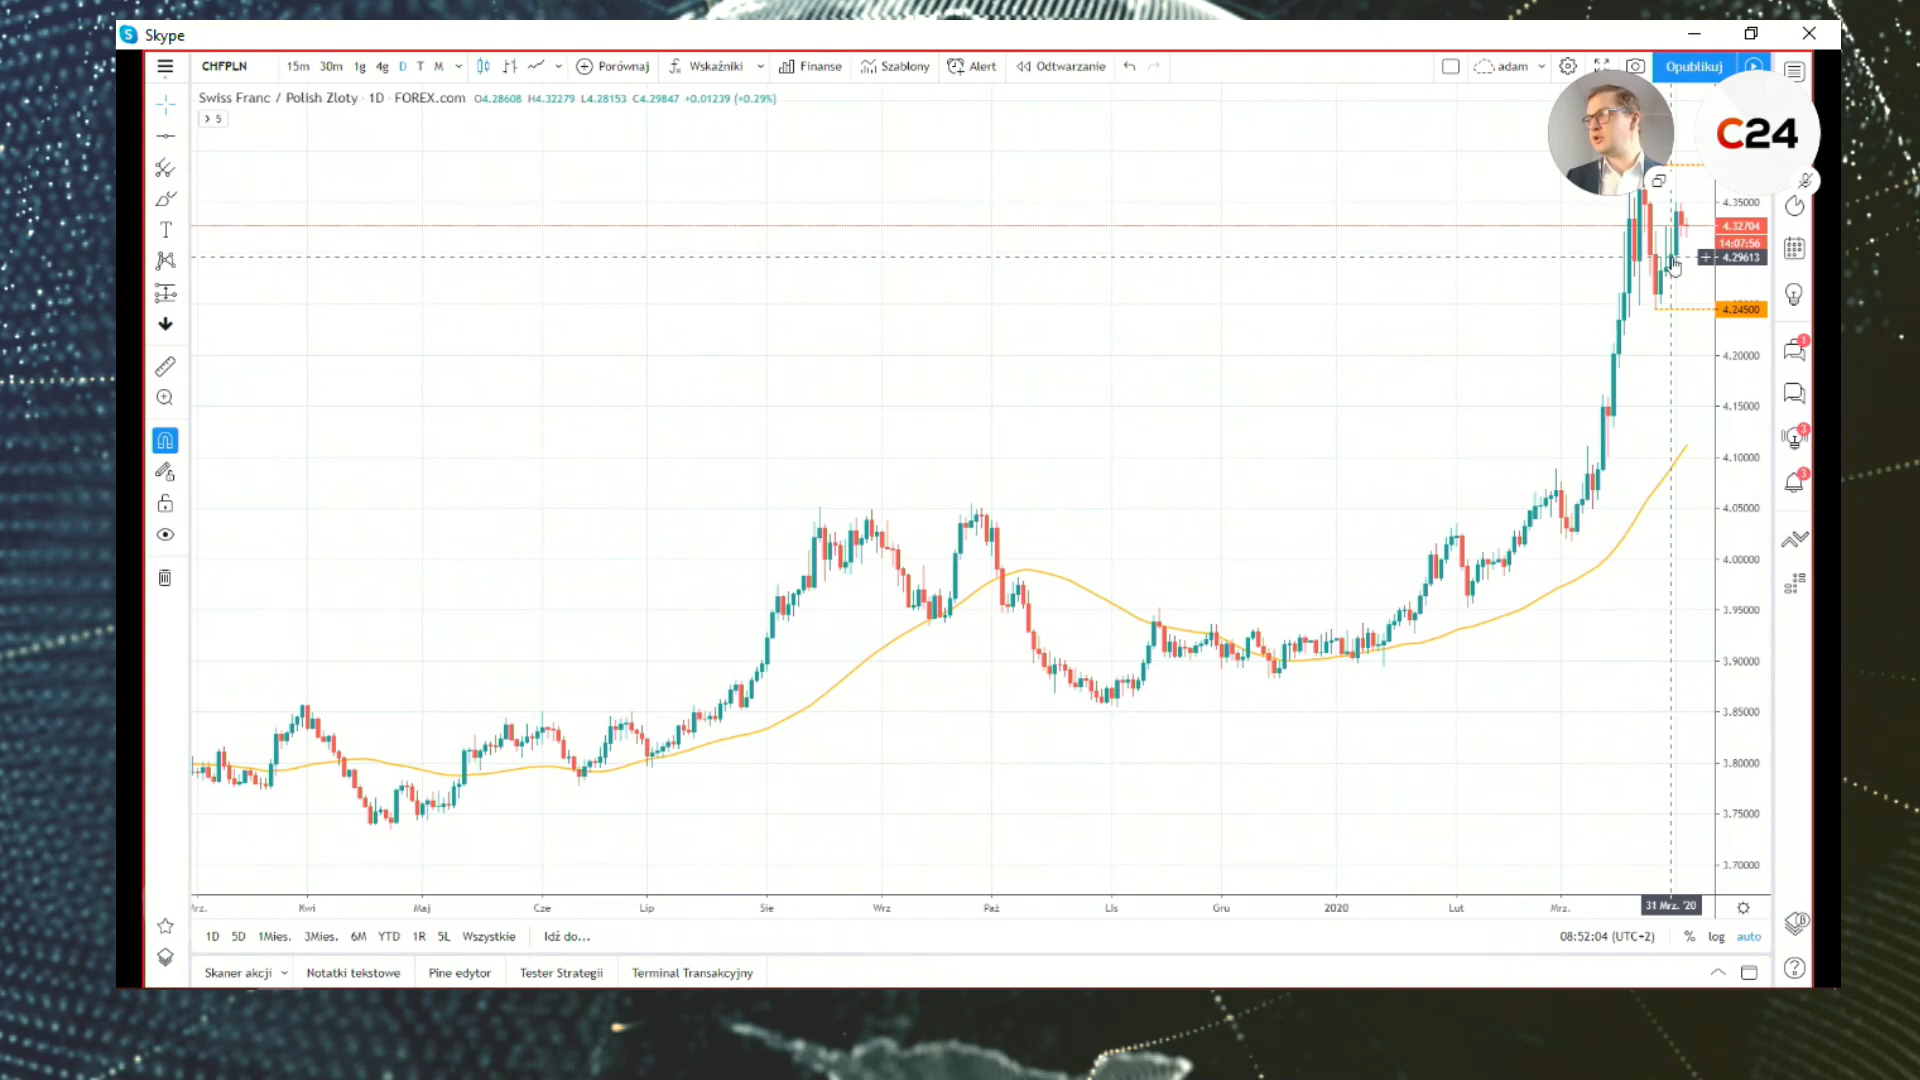 Skype
CHFPLN 15m 30m 1g 4g D T M Porównaj Wskaźniki Finanse Szablony Alert Odtwarzanie adam Opublikuj
Swiss Franc / Polish Zloty · 1D · FOREX.com O4.28608 H4.32279 L4.28153 C4.29847 +0.01239 (+0.29%)
5
C24
4.35000
4.32704
14:07:56
4.29613
4.24500
4.20000
4.15000
4.10000
4.05000
4.00000
3.95000
3.90000
3.85000
3.80000
3.75000
3.70000
1
3
3
Kwi Maj Cze Lip Sie Wrz Paź Lis Gru 2020 Lut Mrz. 31 Mrz. '20
1D 5D 1Mies. 3Mies. 6M YTD 1R 5L Wszystkie Idź do... 08:52:04 (UTC+2) % log auto
Skaner akcji Notatki tekstowe Pine edytor Tester Strategii Terminal Transakcyjny